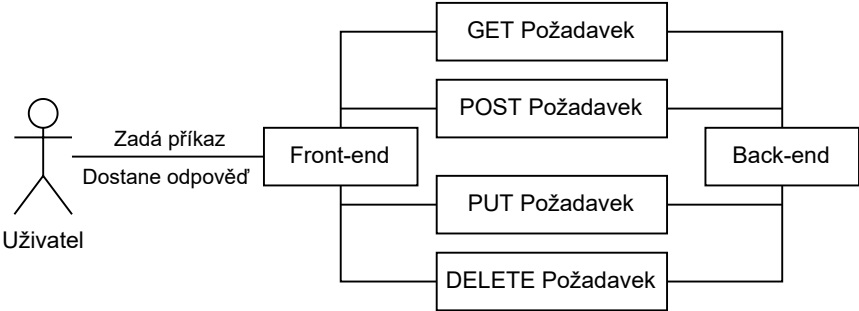 GET Požadavek
POST Požadavek
Zadá příkaz
Front-end
Back-end
Dostane odpověď
PUT Požadavek
Uživatel
DELETE Požadavek